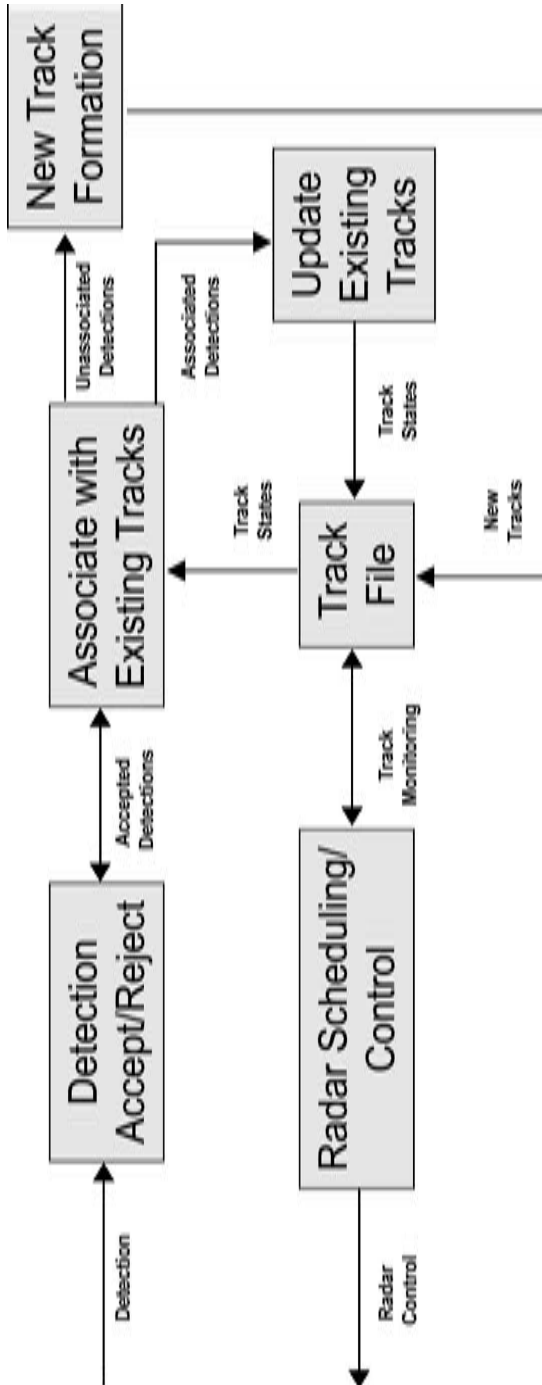 Detection
Detection
Accept/Reject
Accepted
Detections
Associate with
Existing Tracks
Unassociated
Detections
New Track
Formation
Associated
Detections
Update
Existing
Tracks
Track
States
Track
States
Track
File
New
Tracks
Track
Monitoring
Radar Scheduling/
Control
Radar
Control